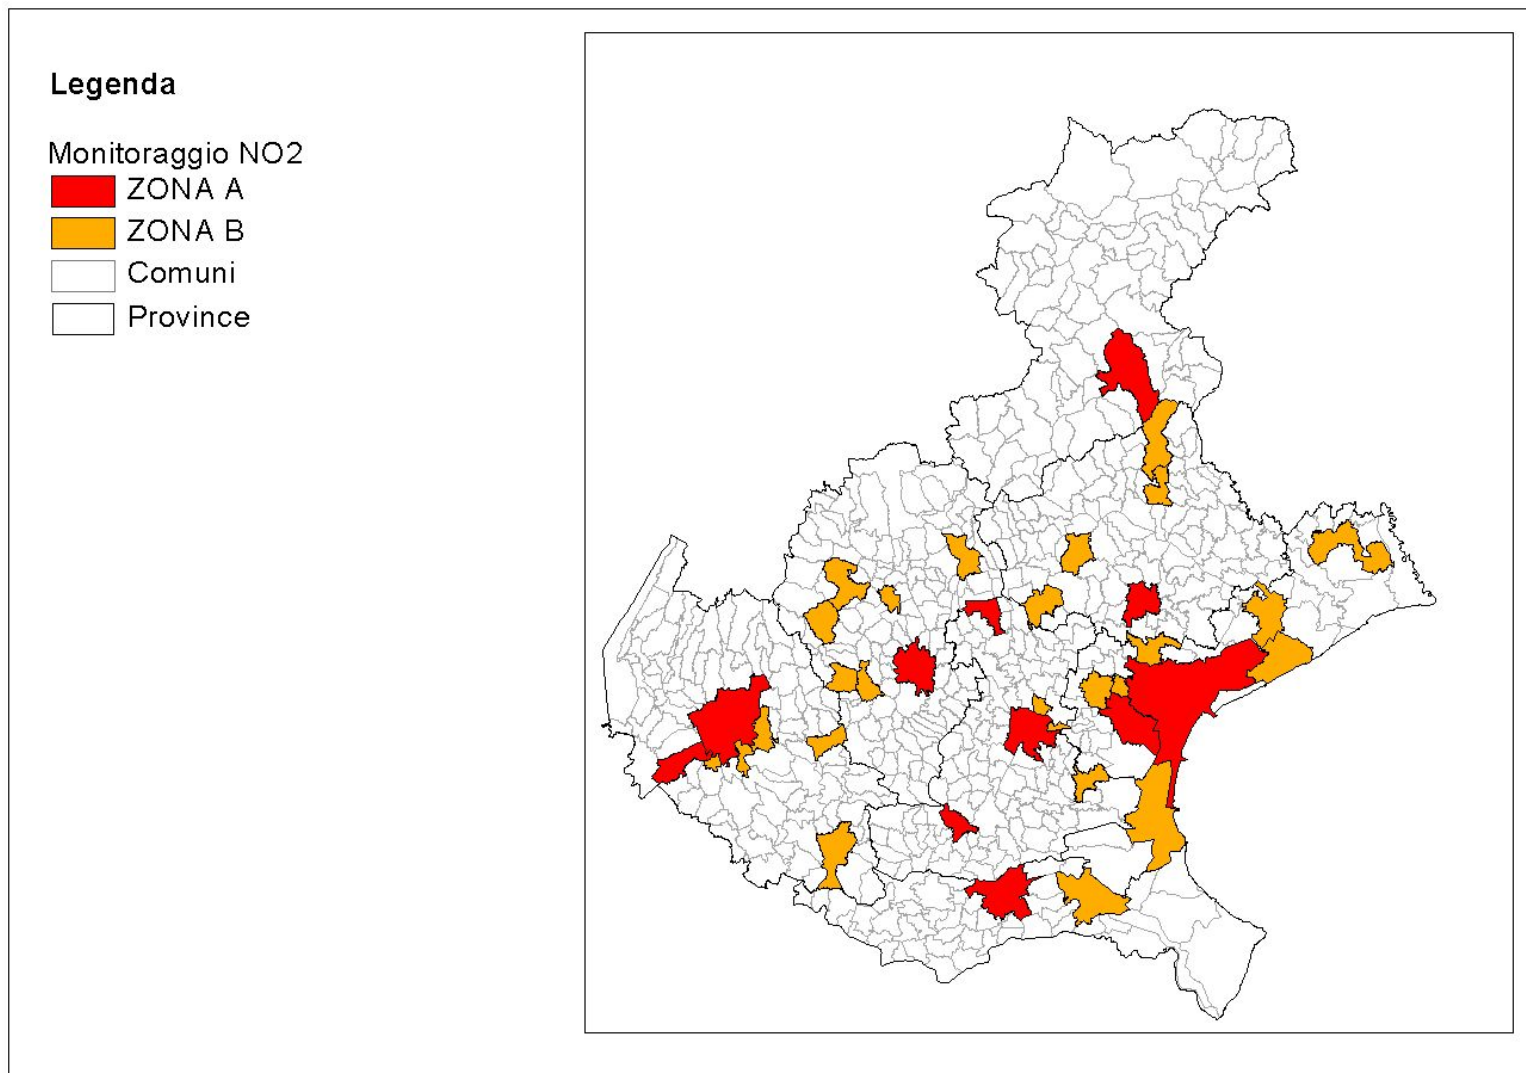 Legenda
Monitoraggio NO2
ZONA A
ZONA B
Comuni
Province